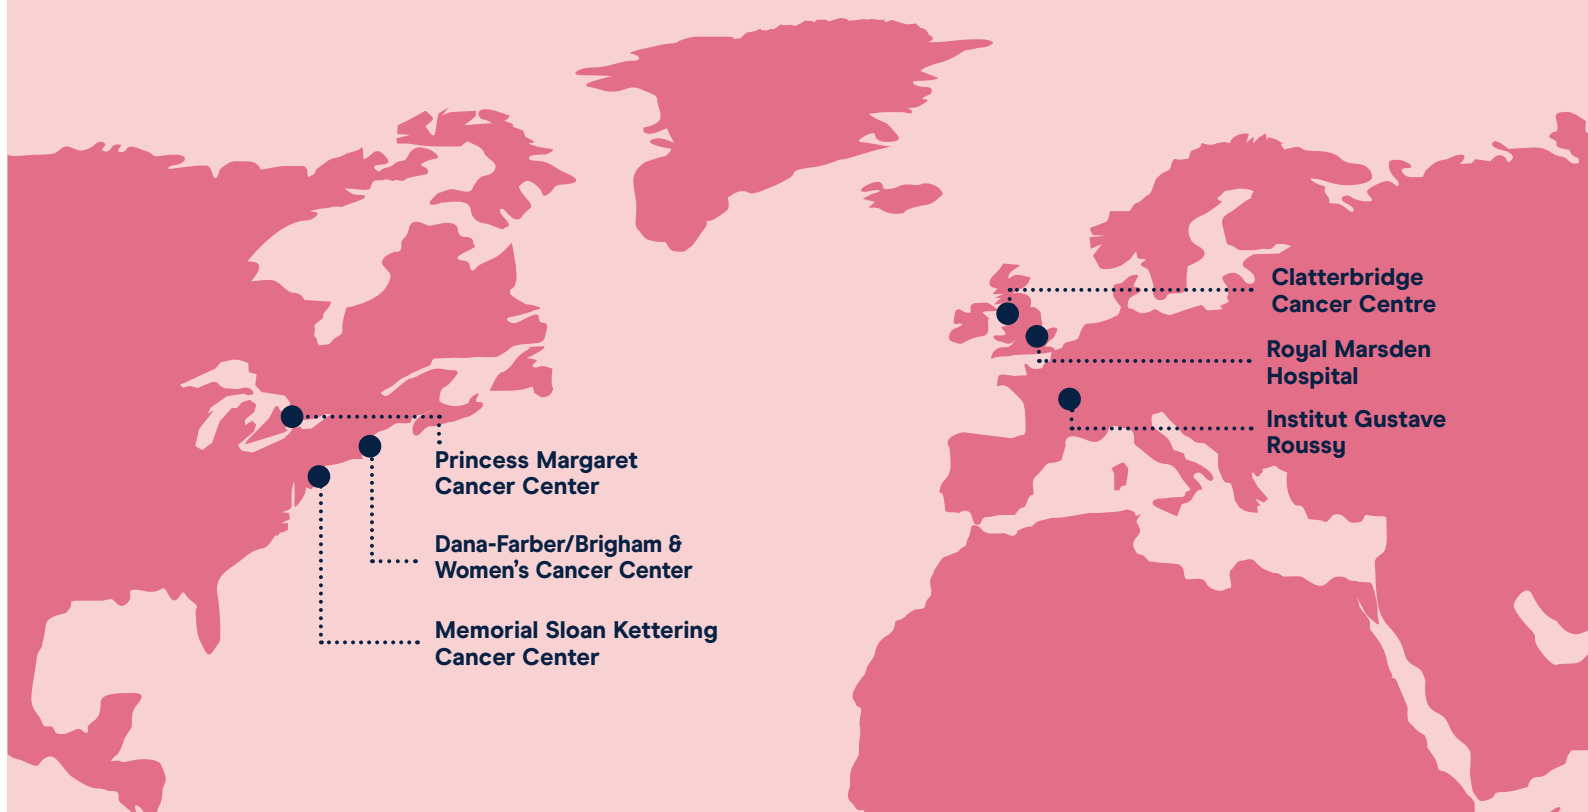 Princess Margaret
Cancer Center
Dana-Farber/Brigham &
Women's Cancer Center
Memorial Sloan Kettering
Cancer Center
Clatterbridge
Cancer Centre
Royal Marsden
Hospital
Institut Gustave
Roussy